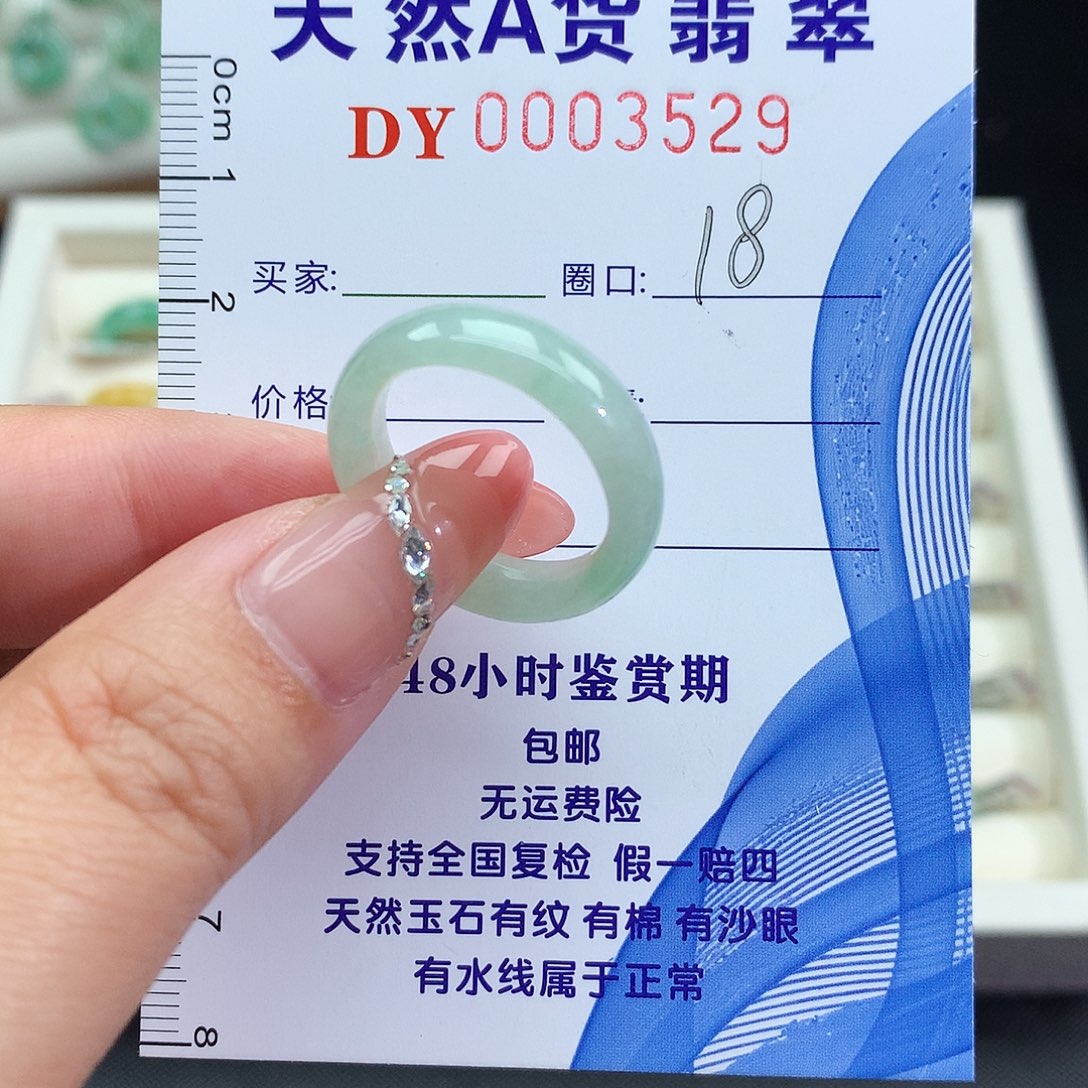 天然A货翡翠
DY 0003529
0cm
1
2
买家: 圈口: 18
价格
48小时鉴赏期
包邮
无运费险
支持全国复检 假一赔四
天然玉石有纹 有棉 有沙眼
有水线属于正常
7
8